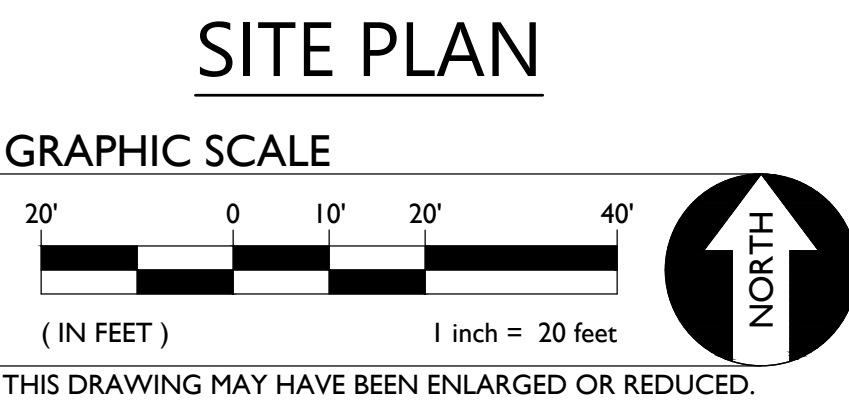 SITE PLAN
GRAPHIC SCALE
20' 0 10' 20' 40'
( IN FEET ) 1 inch = 20 feet
NORTH
THIS DRAWING MAY HAVE BEEN ENLARGED OR REDUCED.